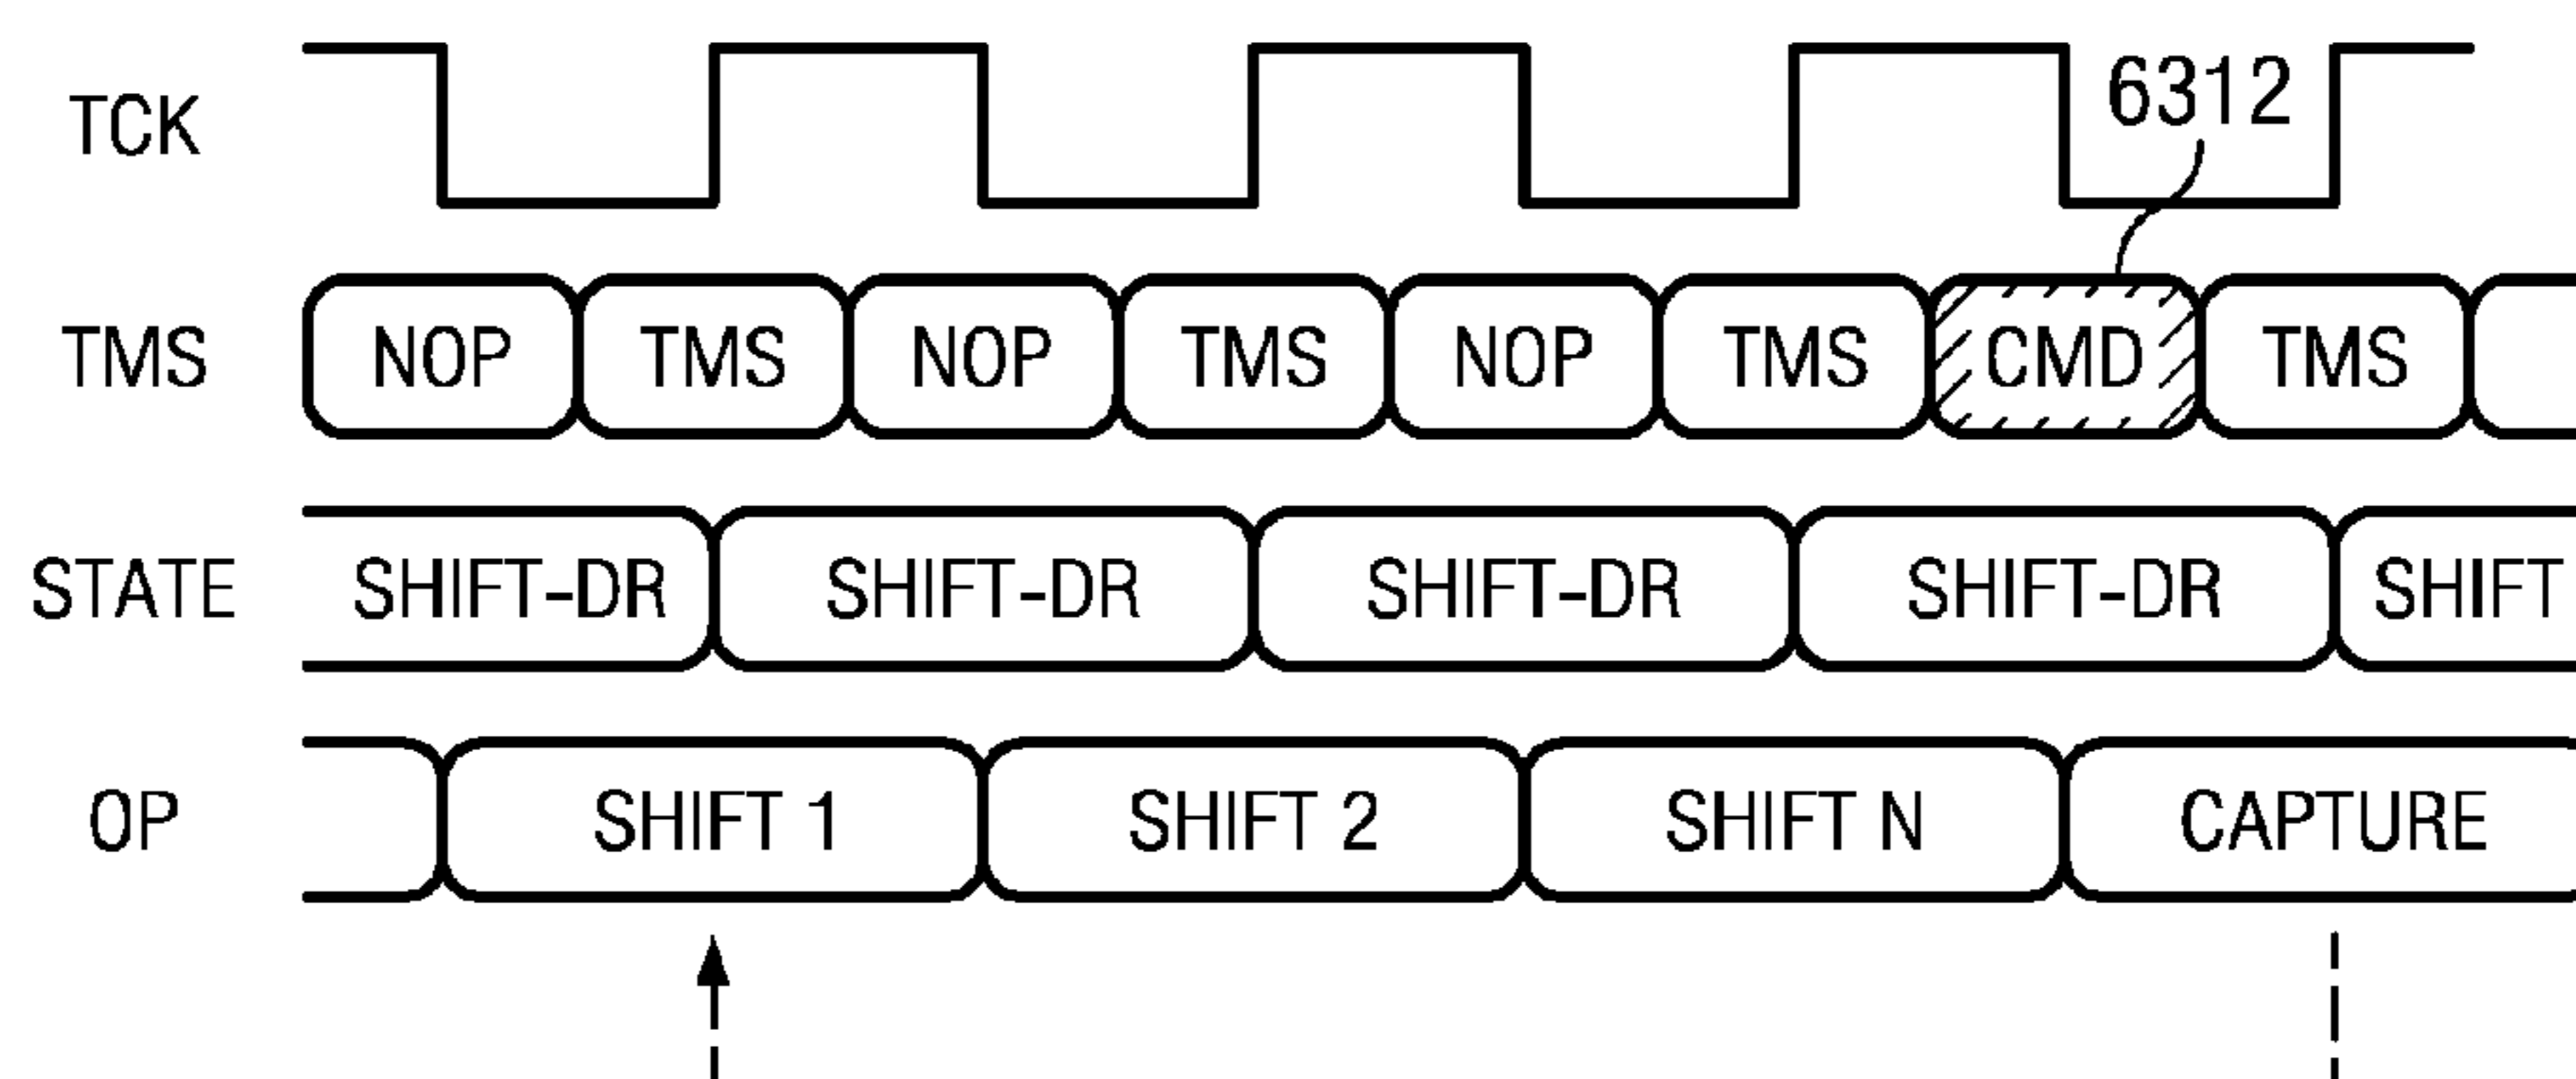 TCK 6312
TMS NOP TMS NOP TMS NOP TMS CMD TMS
STATE SHIFT-DR SHIFT-DR SHIFT-DR SHIFT-DR SHIFT
OP SHIFT 1 SHIFT 2 SHIFT N CAPTURE